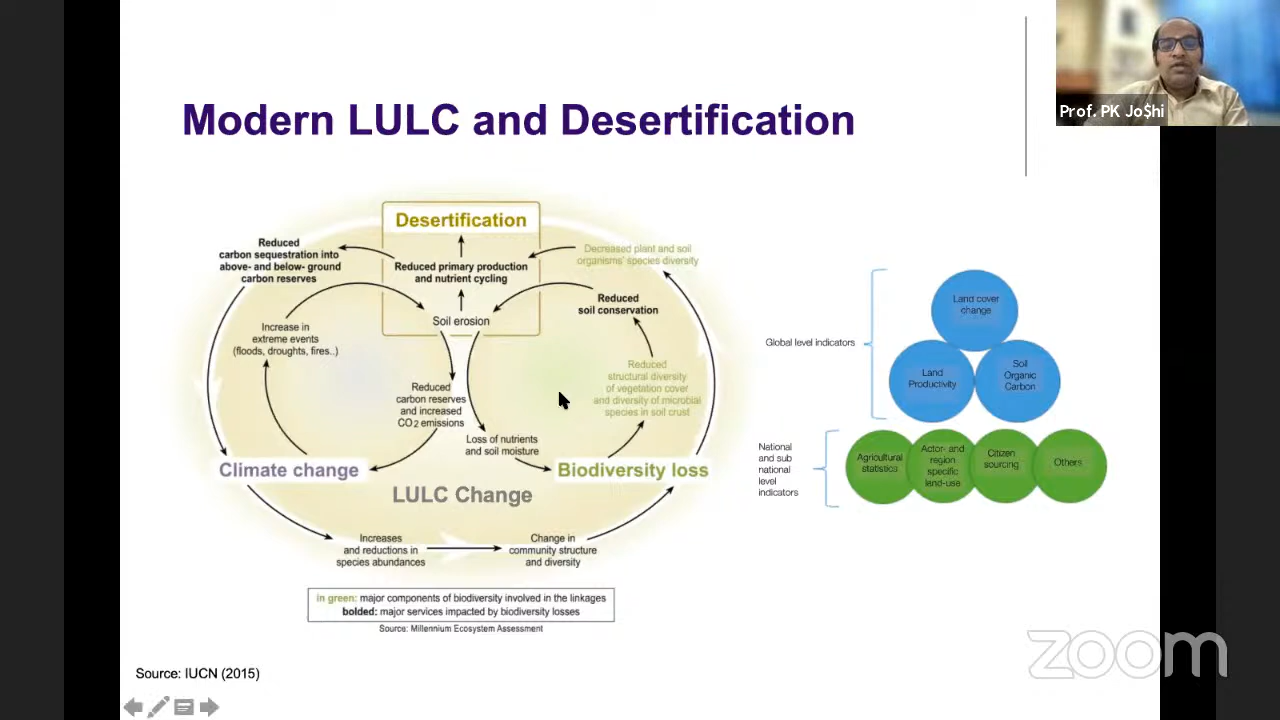 Modern LULC and Desertification
Prof. PK Jo$hi
Desertification
Reduced
carbon sequestration into
above- and below- ground
carbon reserves
Reduced primary production
and nutrient cycling
Decreased plant and soil
organisms' species diversity
Reduced
soil conservation
Soil erosion
Increase in
extreme events
(floods, droughts, fires..)
Reduced
carbon reserves
and increased
CO2 emissions
Reduced
structural diversity
of vegetation cover
and diversity of microbial
species in soil crust
Loss of nutrients
and soil moisture
Climate change
Biodiversity loss
LULC Change
Increases
and reductions in
species abundances
Change in
community structure
and diversity
in green: major components of biodiversity involved in the linkages
bolded: major services impacted by biodiversity losses
Source: Millennium Ecosystem Assessment
Global level indicators
Land cover
change
Land
Productivity
Soil
Organic
Carbon
National
and sub
national
level
indicators
Agricultural
statistics
Actor- and
region
specific
land-use
Citizen
sourcing
Others
Source: IUCN (2015)
zoom